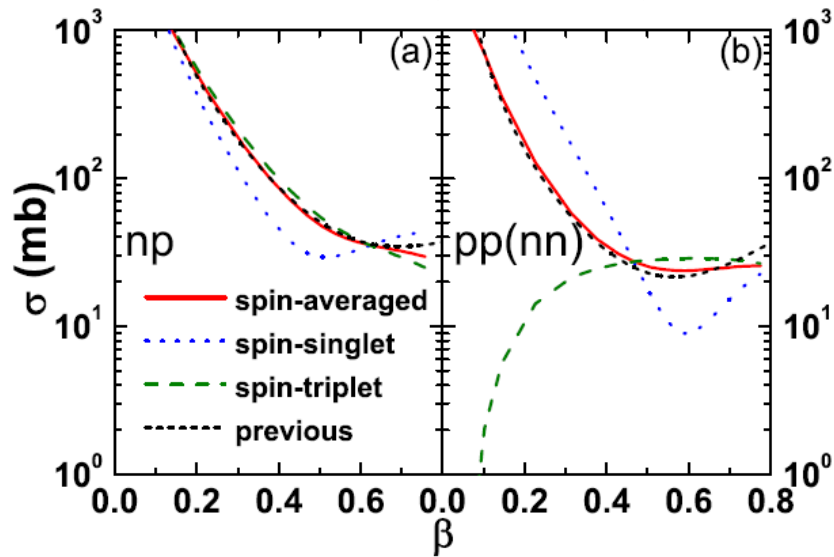 10³ (a) (b) 10³
10² 10²
σ (mb)
np pp(nn)
spin-averaged
10¹ spin-singlet 10¹
spin-triplet
previous
10⁰ 10⁰
0.0 0.2 0.4 0.6 0.0 0.2 0.4 0.6 0.8
β